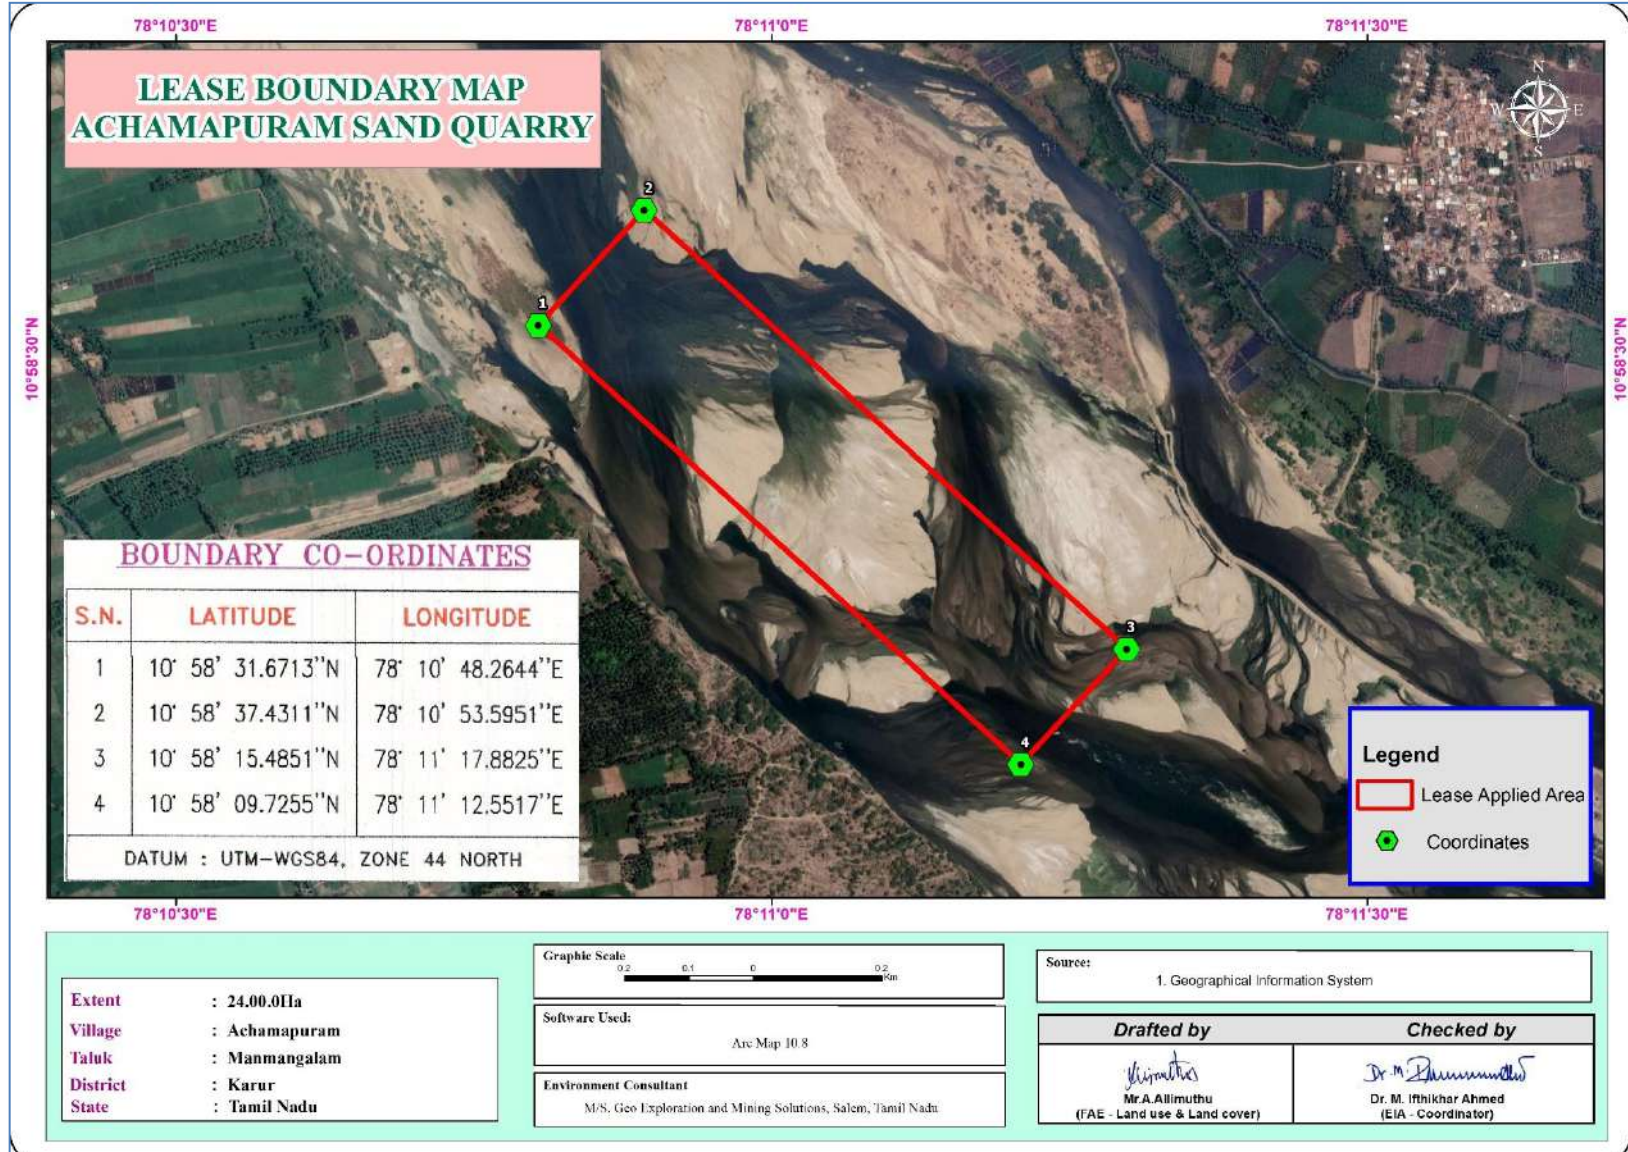 78°10'30"E 78°11'0"E 78°11'30"E
LEASE BOUNDARY MAP
ACHAMAPURAM SAND QUARRY
N
W E
S
2
1
10°58'30"N
10°58'30"N
3
4
BOUNDARY CO-ORDINATES
S.N. LATITUDE LONGITUDE
1 10° 58' 31.6713''N 78° 10' 48.2644''E
2 10° 58' 37.4311''N 78° 10' 53.5951''E
3 10° 58' 15.4851''N 78° 11' 17.8825''E
4 10° 58' 09.7255''N 78° 11' 12.5517''E
DATUM : UTM-WGS84, ZONE 44 NORTH
Legend
Lease Applied Area
Coordinates
78°10'30"E 78°11'0"E 78°11'30"E
Extent : 24.00.0Ha
Village : Achamapuram
Taluk : Manmangalam
District : Karur
State : Tamil Nadu
Graphic Scale
0.2 0.1 0 0.2
Km
Software Used:
Arc Map 10.8
Environment Consultant
M/S. Geo Exploration and Mining Solutions, Salem, Tamil Nadu
Source:
1. Geographical Information System
Drafted by Checked by
Mr.A.Allimuthu
(FAE - Land use & Land cover)
Dr. M. Ifthikhar Ahmed
(EIA - Coordinator)